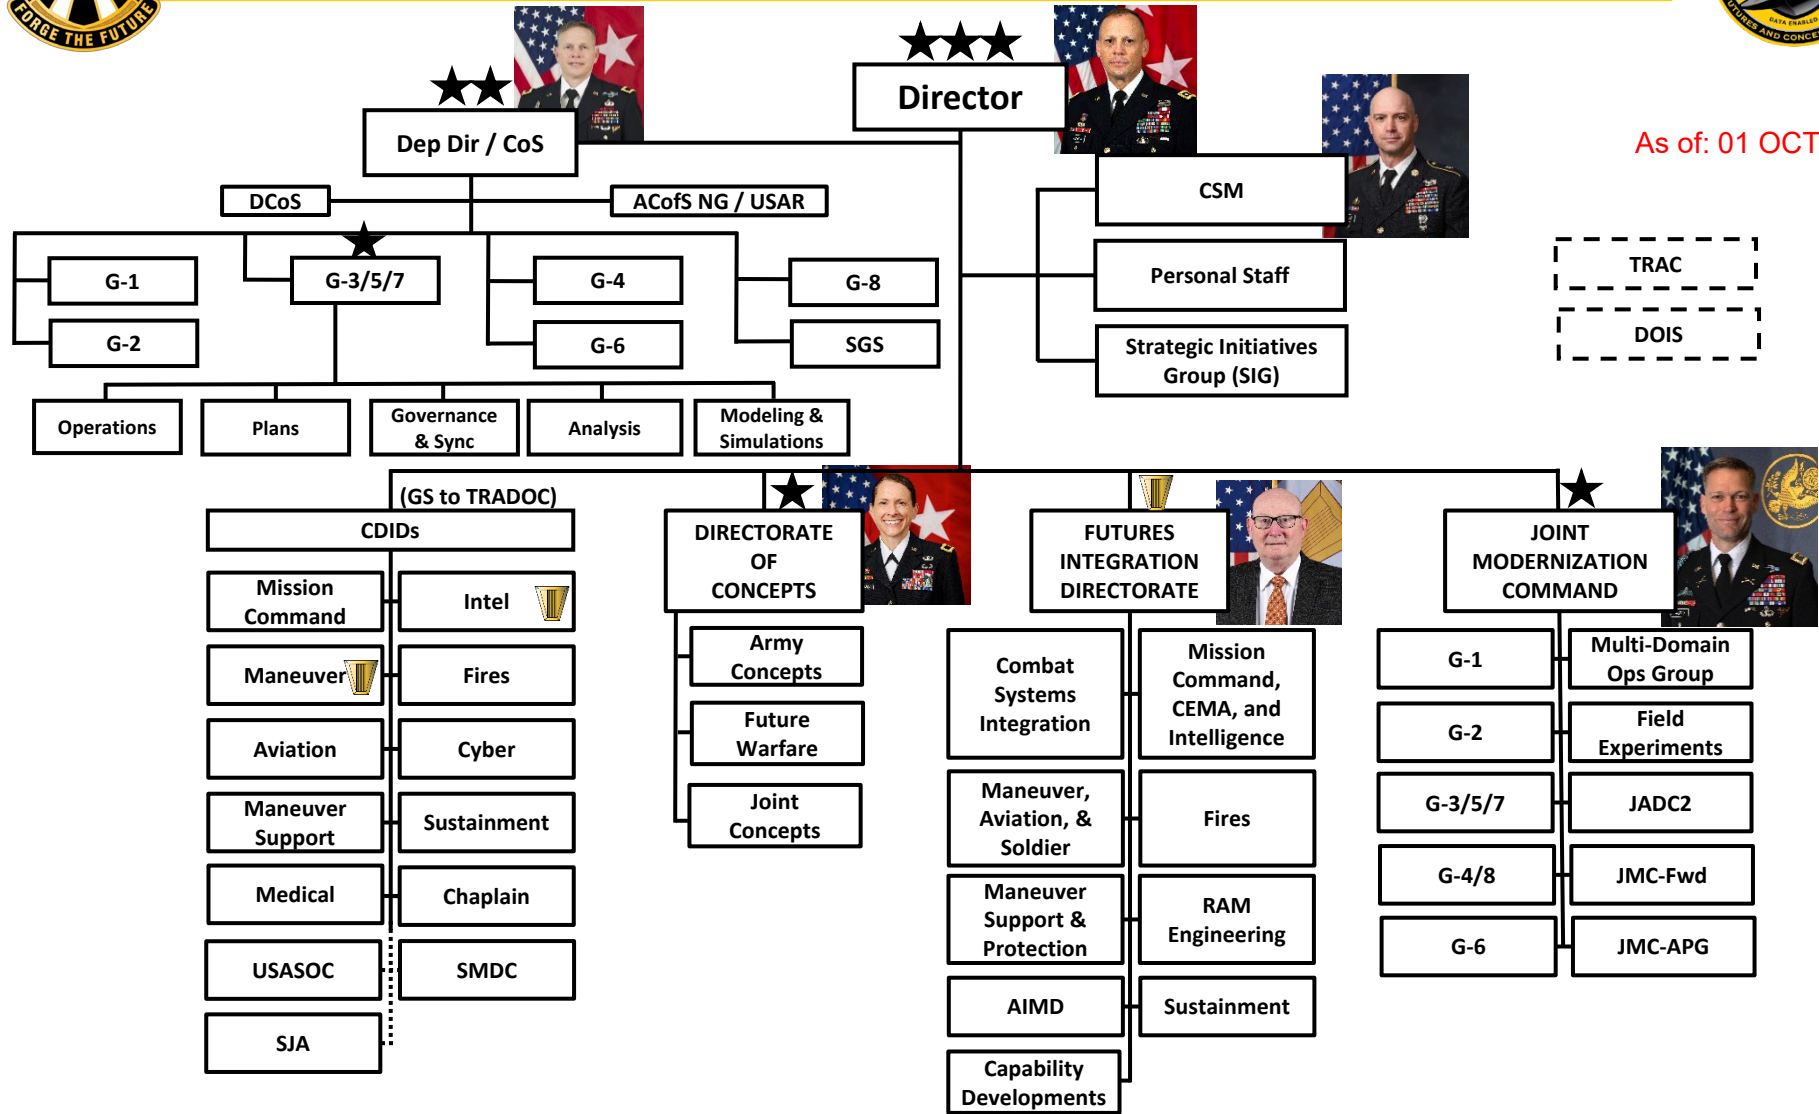 FORGE THE FUTURE
DATA ENABLED
Director
Dep Dir / CoS
As of: 01 OCT
CSM
DCoS
ACofS NG / USAR
Personal Staff
TRAC
G-1
G-3/5/7
G-4
G-8
DOIS
G-2
G-6
SGS
Strategic Initiatives
Group (SIG)
Operations
Plans
Governance
& Sync
Analysis
Modeling &
Simulations
(GS to TRADOC)
CDIDs
Mission
Command
Intel
Maneuver
Fires
Aviation
Cyber
Maneuver
Support
Sustainment
Medical
Chaplain
USASOC
SMDC
SJA
DIRECTORATE
OF
CONCEPTS
Army
Concepts
Future
Warfare
Joint
Concepts
FUTURES
INTEGRATION
DIRECTORATE
Combat
Systems
Integration
Mission
Command,
CEMA, and
Intelligence
Maneuver,
Aviation, &
Soldier
Fires
Maneuver
Support &
Protection
RAM
Engineering
AIMD
Sustainment
Capability
Developments
JOINT
MODERNIZATION
COMMAND
G-1
Multi-Domain
Ops Group
G-2
Field
Experiments
G-3/5/7
JADC2
G-4/8
JMC-Fwd
G-6
JMC-APG